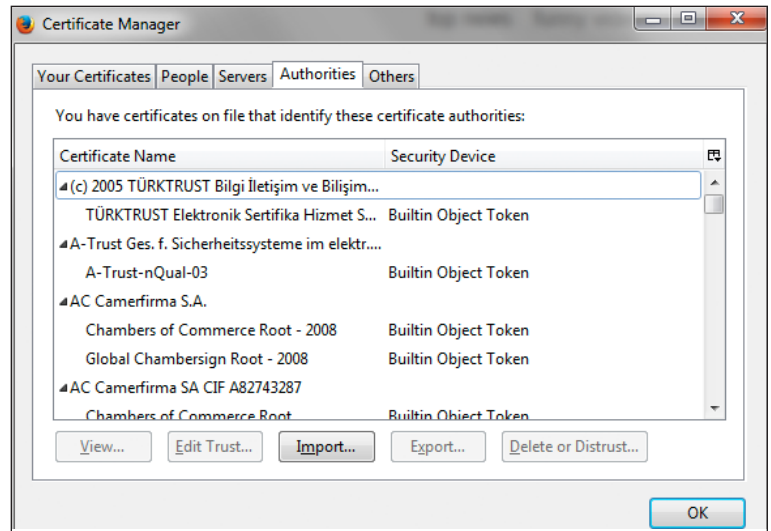 Certificate Manager
Your Certificates People Servers Authorities Others
You have certificates on file that identify these certificate authorities:
Certificate Name Security Device
(c) 2005 TÜRKTRUST Bilgi İletişim ve Bilişim...
TÜRKTRUST Elektronik Sertifika Hizmet S... Builtin Object Token
A-Trust Ges. f. Sicherheitssysteme im elektr....
A-Trust-nQual-03 Builtin Object Token
AC Camerfirma S.A.
Chambers of Commerce Root - 2008 Builtin Object Token
Global Chambersign Root - 2008 Builtin Object Token
AC Camerfirma SA CIF A82743287
Chambers of Commerce Root Builtin Object Token
View... Edit Trust... Import... Export... Delete or Distrust...
OK